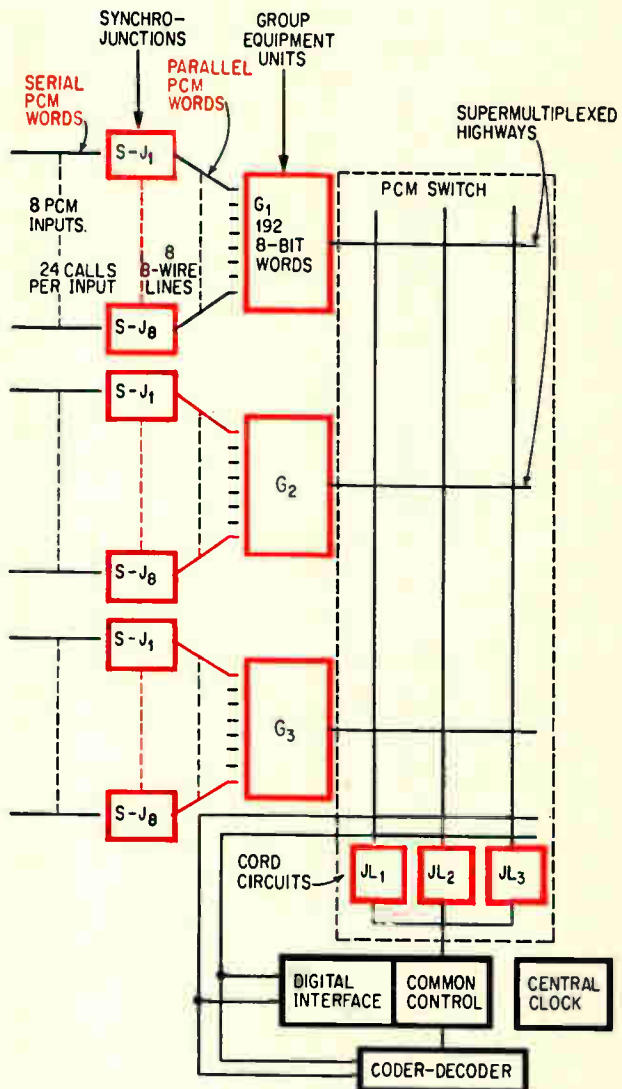 SYNCHRO-
JUNCTIONS
GROUP
EQUIPMENT
UNITS
SERIAL
PCM
WORDS
PARALLEL
PCM
WORDS
SUPERMULTIPLEXED
HIGHWAYS
S-J1
PCM SWITCH
8 PCM
INPUTS.
G1
192
8-BIT
WORDS
24 CALLS
PER INPUT
8
8-WIRE
LINES
S-J8
S-J1
G2
S-J8
S-J1
G3
S-J8
CORD
CIRCUITS
JL1
JL2
JL3
DIGITAL
INTERFACE
COMMON
CONTROL
CENTRAL
CLOCK
CODER-DECODER